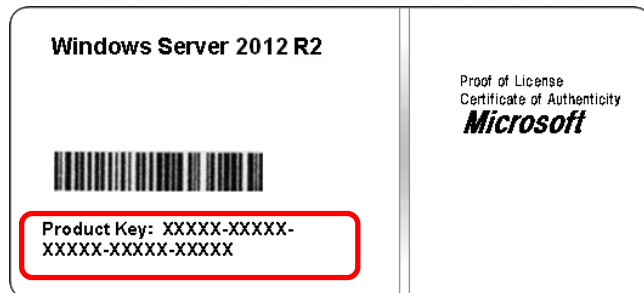 Windows Server 2012 R2
Proof of License
Certificate of Authenticity
Microsoft
Product Key: XXXXX-XXXXX-
XXXXX-XXXXX-XXXXX